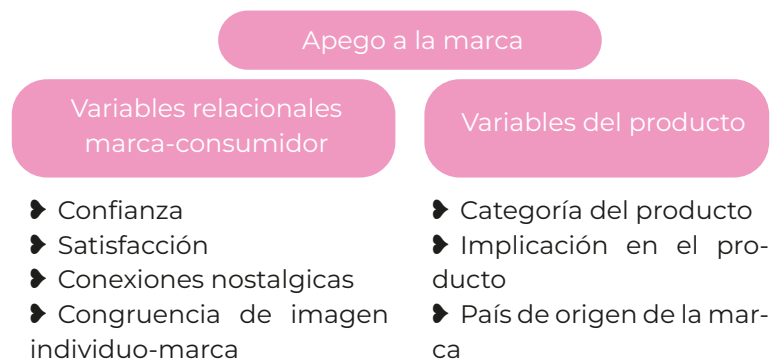 Apego a la marca
Variables relacionales
marca-consumidor
❥ Confianza
❥ Satisfacción
❥ Conexiones nostalgicas
❥ Congruencia de imagen
individuo-marca
Variables del producto
❥ Categoría del producto
❥ Implicación en el pro-
ducto
❥ País de origen de la mar-
ca